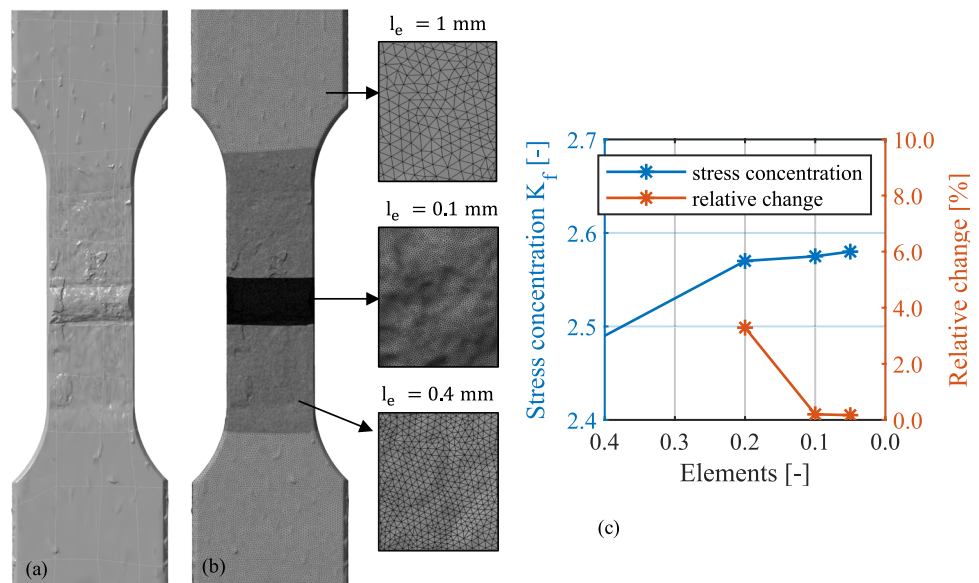 l_e = 1 mm
l_e = 0.1 mm
l_e = 0.4 mm
(a)
(b)
Stress concentration K_f [-]
2.7
2.6
2.5
2.4
stress concentration
relative change
10.0
8.0
6.0
4.0
2.0
0.0
Relative change [%]
0.4
0.3
0.2
0.1
0.0
Elements [-]
(c)